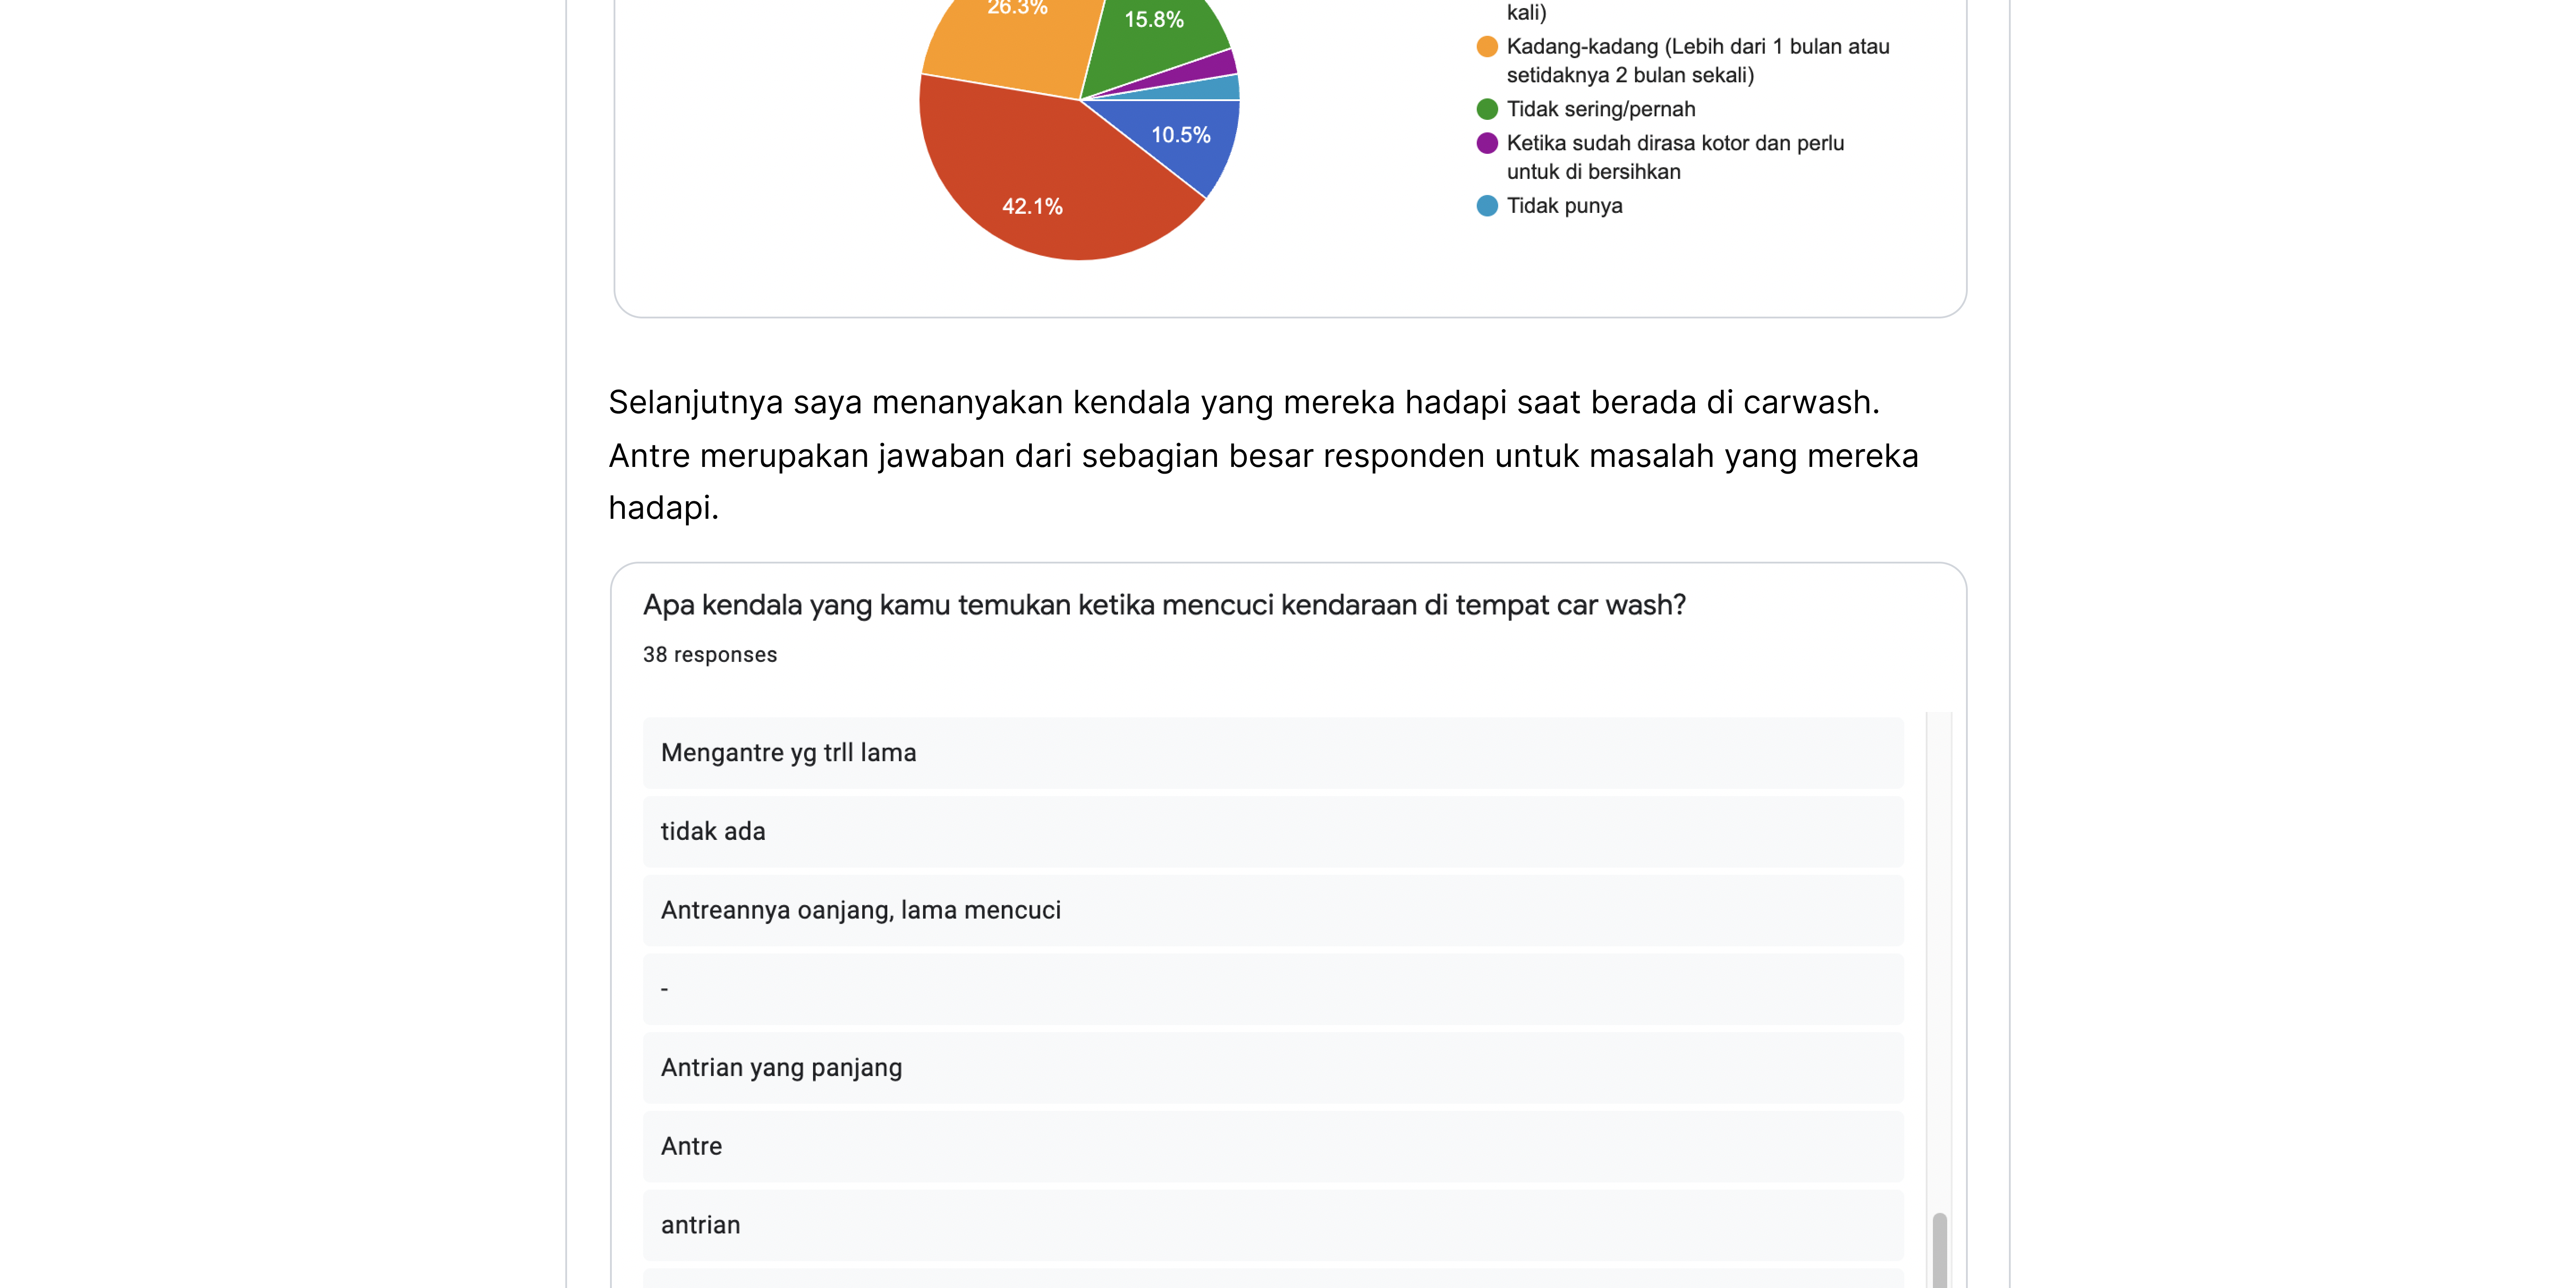 26.3%
15.8%
10.5%
42.1%
kali)
Kadang-kadang (Lebih dari 1 bulan atau
setidaknya 2 bulan sekali)
Tidak sering/pernah
Ketika sudah dirasa kotor dan perlu
untuk di bersihkan
Tidak punya
Selanjutnya saya menanyakan kendala yang mereka hadapi saat berada di carwash.
Antre merupakan jawaban dari sebagian besar responden untuk masalah yang mereka
hadapi.
Apa kendala yang kamu temukan ketika mencuci kendaraan di tempat car wash?
38 responses
Mengantre yg trll lama
tidak ada
Antreannya oanjang, lama mencuci
-
Antrian yang panjang
Antre
antrian